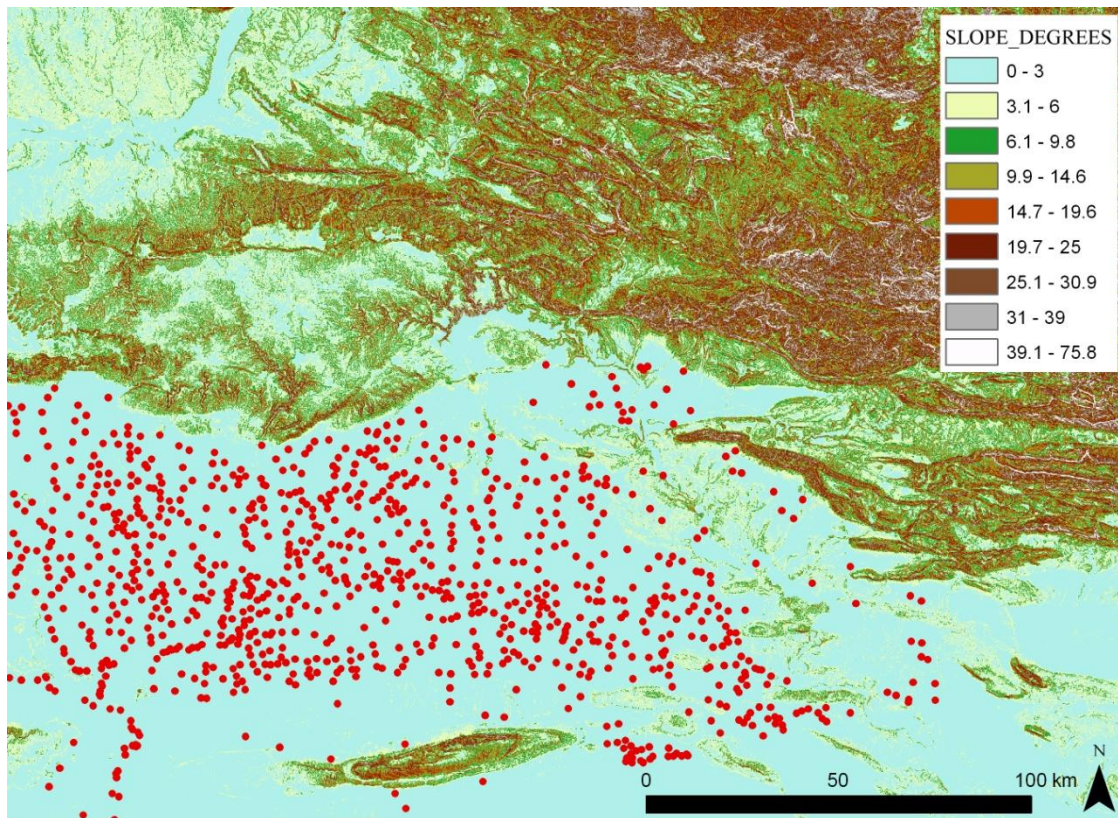 SLOPE_DEGREES
0 - 3
3.1 - 6
6.1 - 9.8
9.9 - 14.6
14.7 - 19.6
19.7 - 25
25.1 - 30.9
31 - 39
39.1 - 75.8
N
0 50 100 km